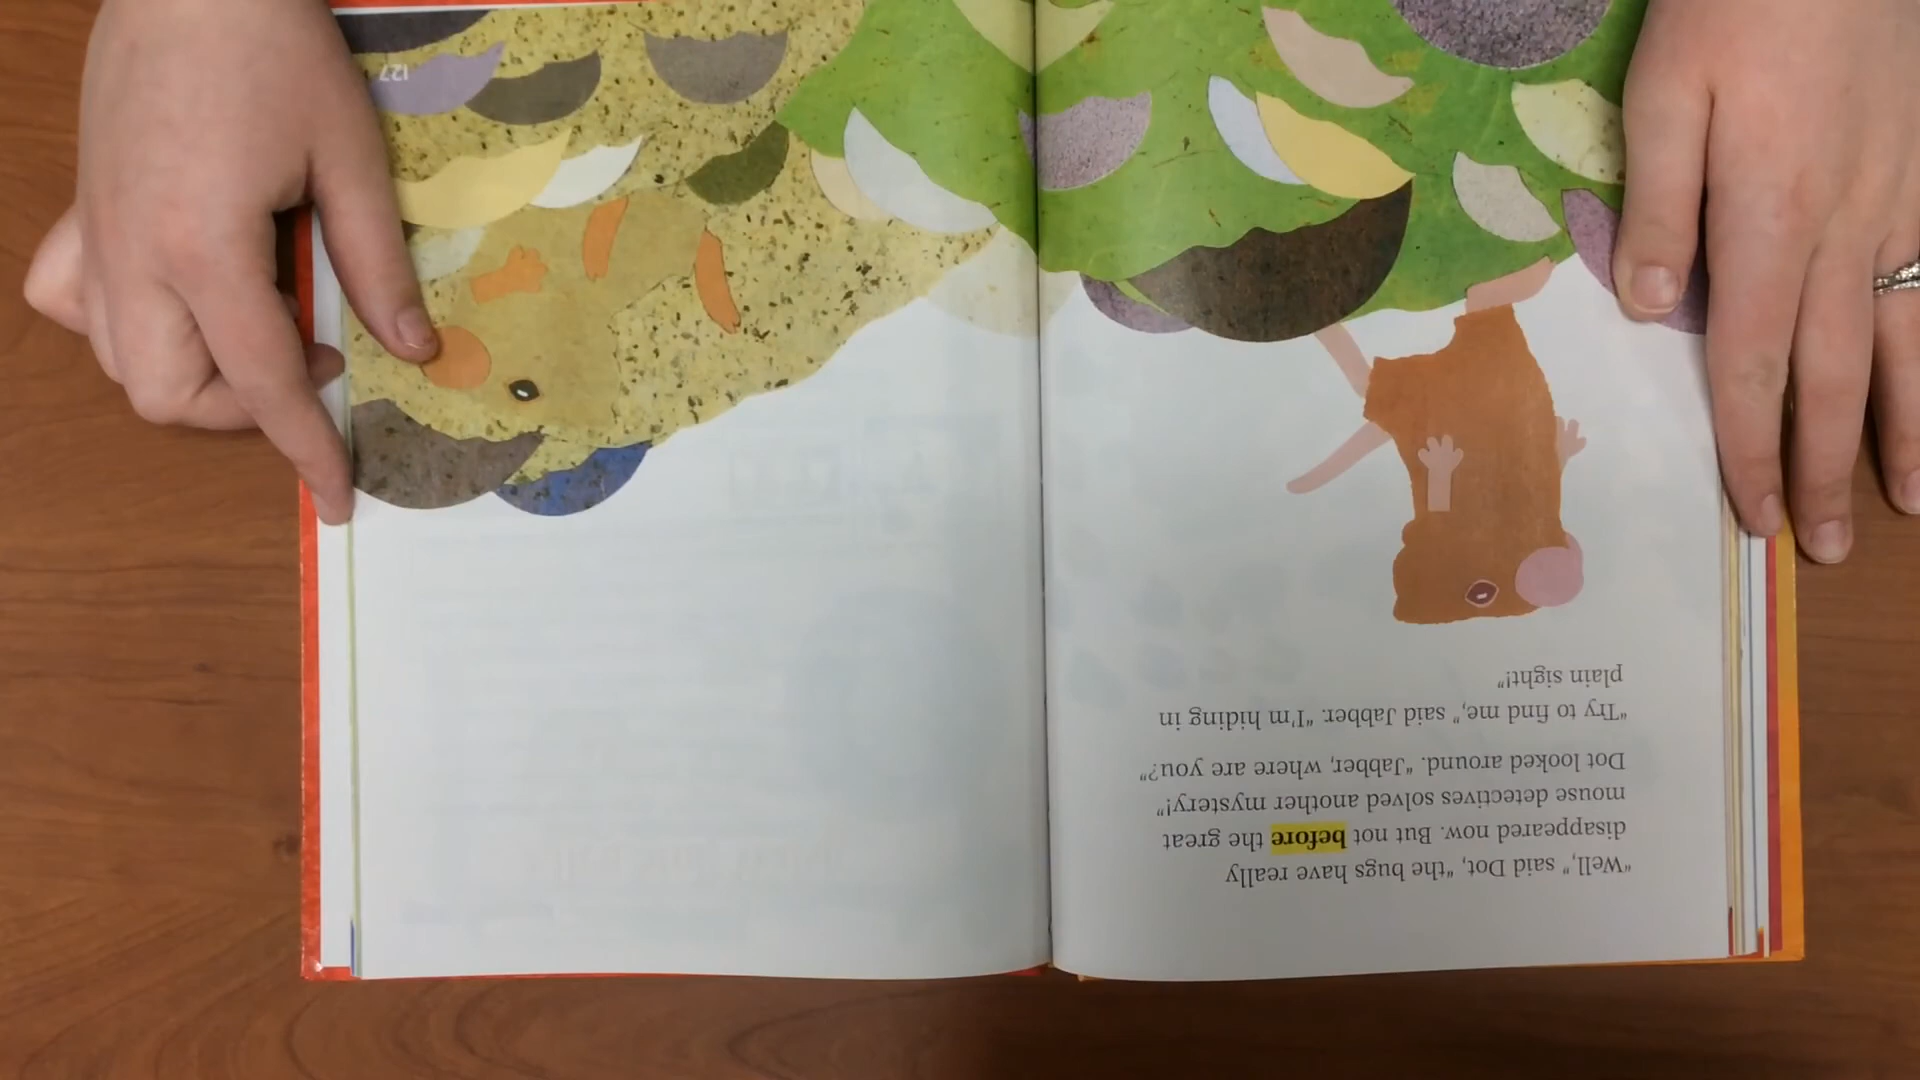 "Well," said Dot, "the bugs have really
disappeared now. But not before the great
mouse detectives solved another mystery!"
Dot looked around. "Jabber, where are you?"
"Try to find me," said Jabber. "I'm hiding in
plain sight!"
127